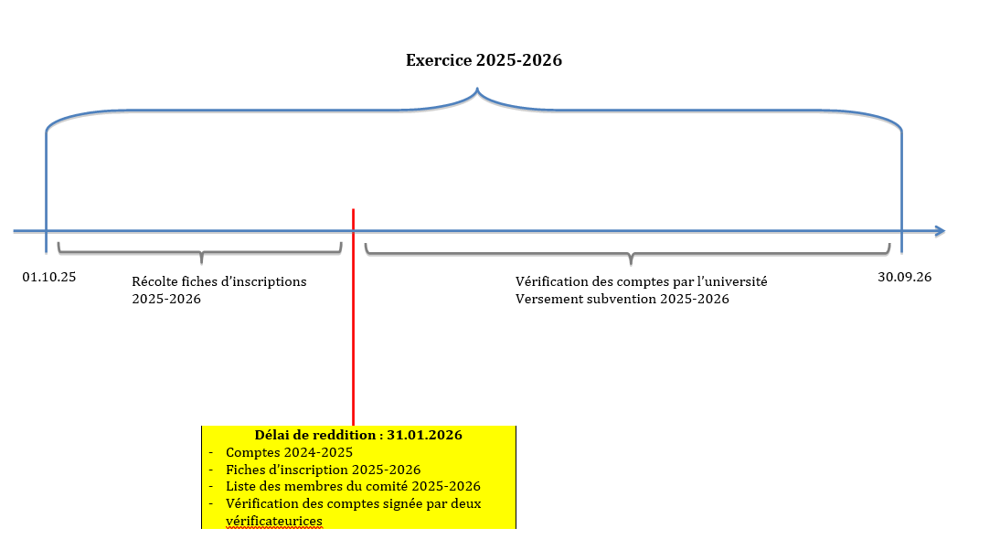 Exercice 2025-2026
01.10.25
30.09.26
Récolte fiches d’inscriptions
2025-2026
Vérification des comptes par l’université
Versement subvention 2025-2026
Délai de reddition : 31.01.2026
- Comptes 2024-2025
- Fiches d’inscription 2025-2026
- Liste des membres du comité 2025-2026
- Vérification des comptes signée par deux
vérificateurices